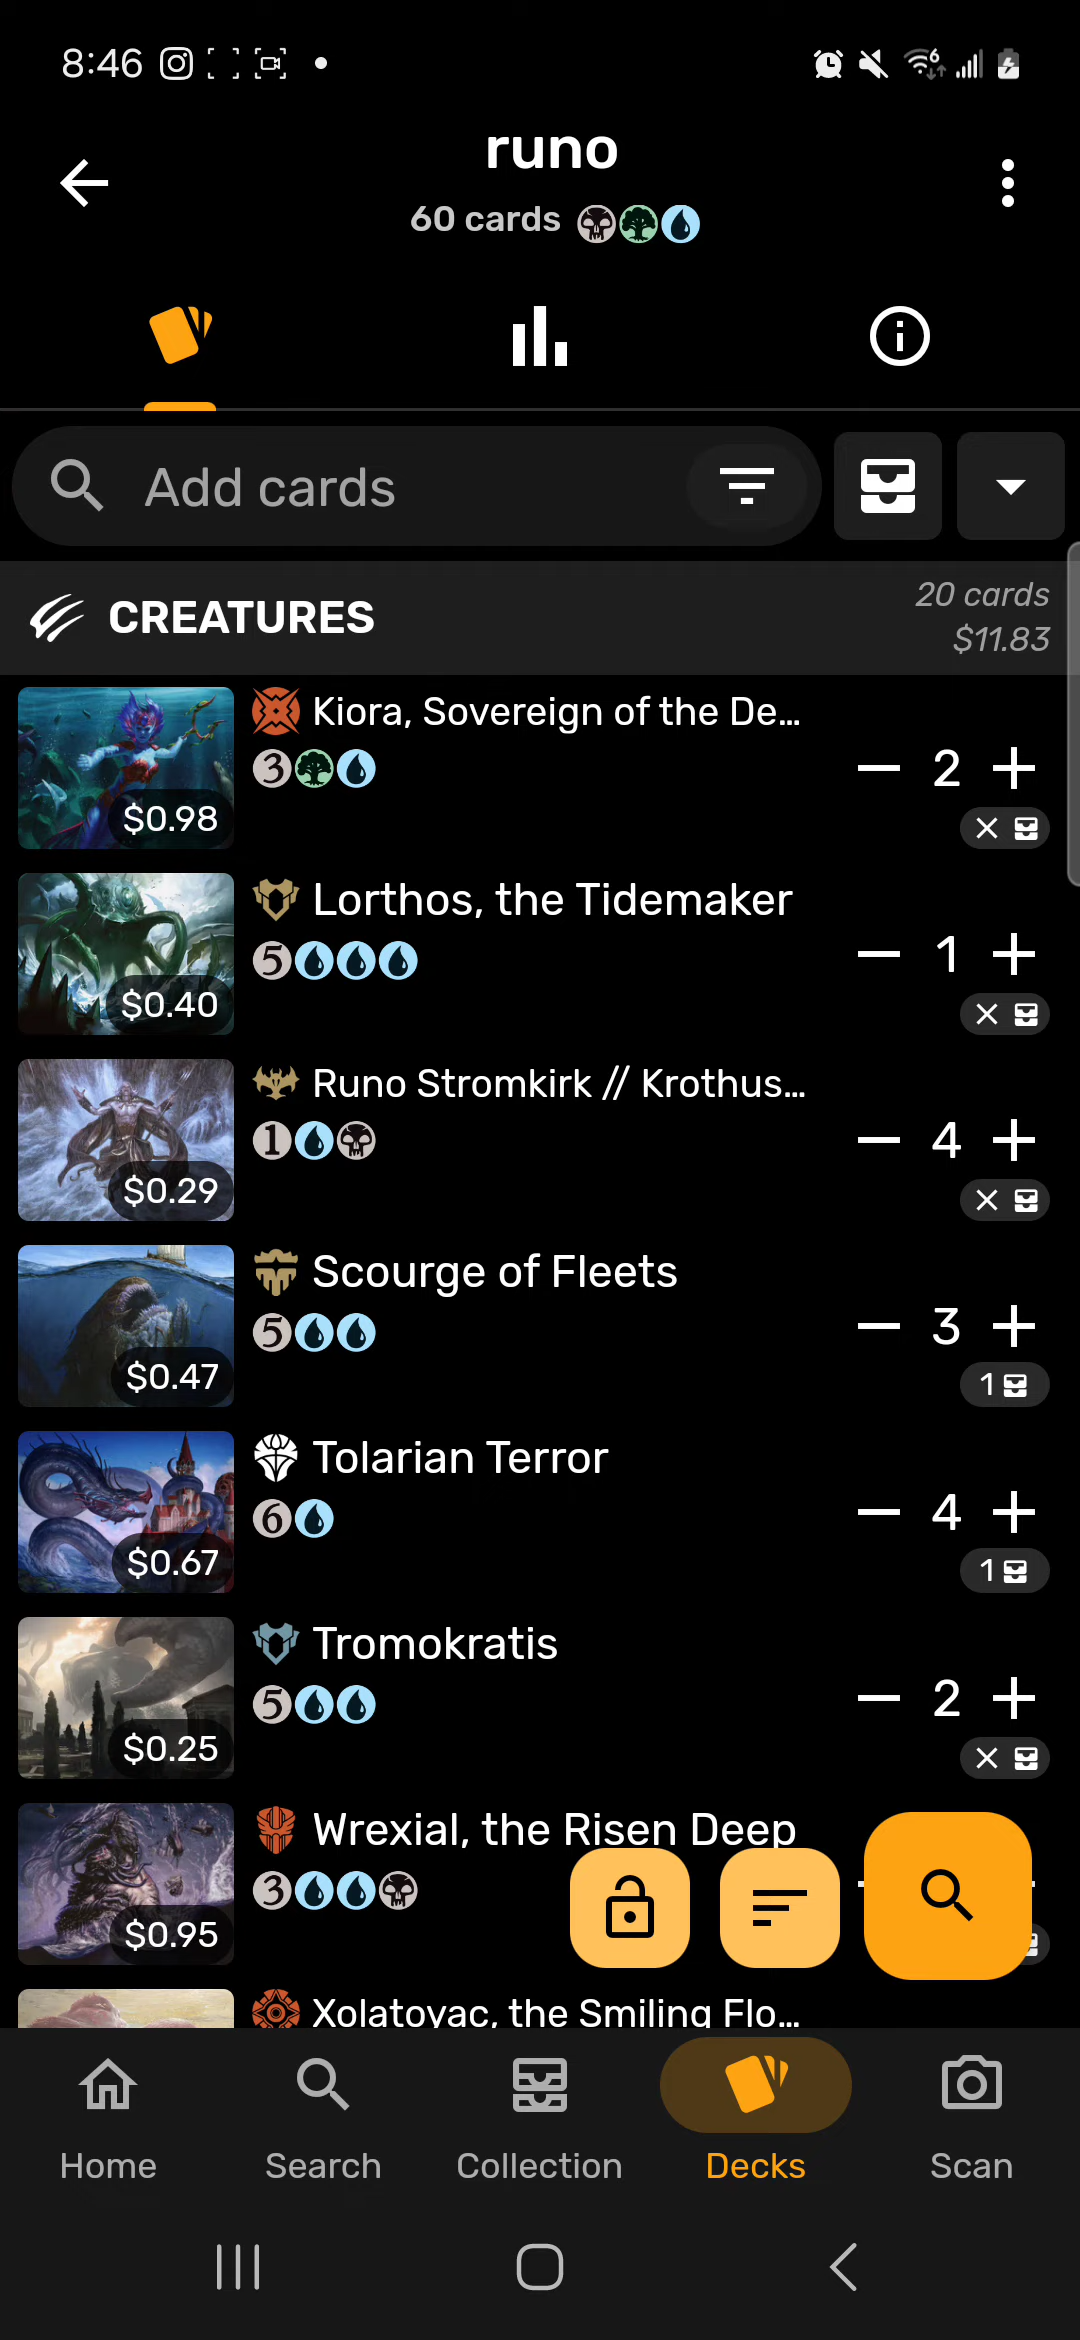 8:46
runo
60 cards
Add cards
CREATURES
20 cards
$11.83
Kiora, Sovereign of the De...
3
$0.98
2
Lorthos, the Tidemaker
5
$0.40
1
Runo Stromkirk // Krothus...
1
$0.29
4
Scourge of Fleets
5
$0.47
3
1
Tolarian Terror
6
$0.67
4
1
Tromokratis
5
$0.25
2
Wrexial, the Risen Deep
3
$0.95
Xolatoyac, the Smiling Flo...
Home
Search
Collection
Decks
Scan